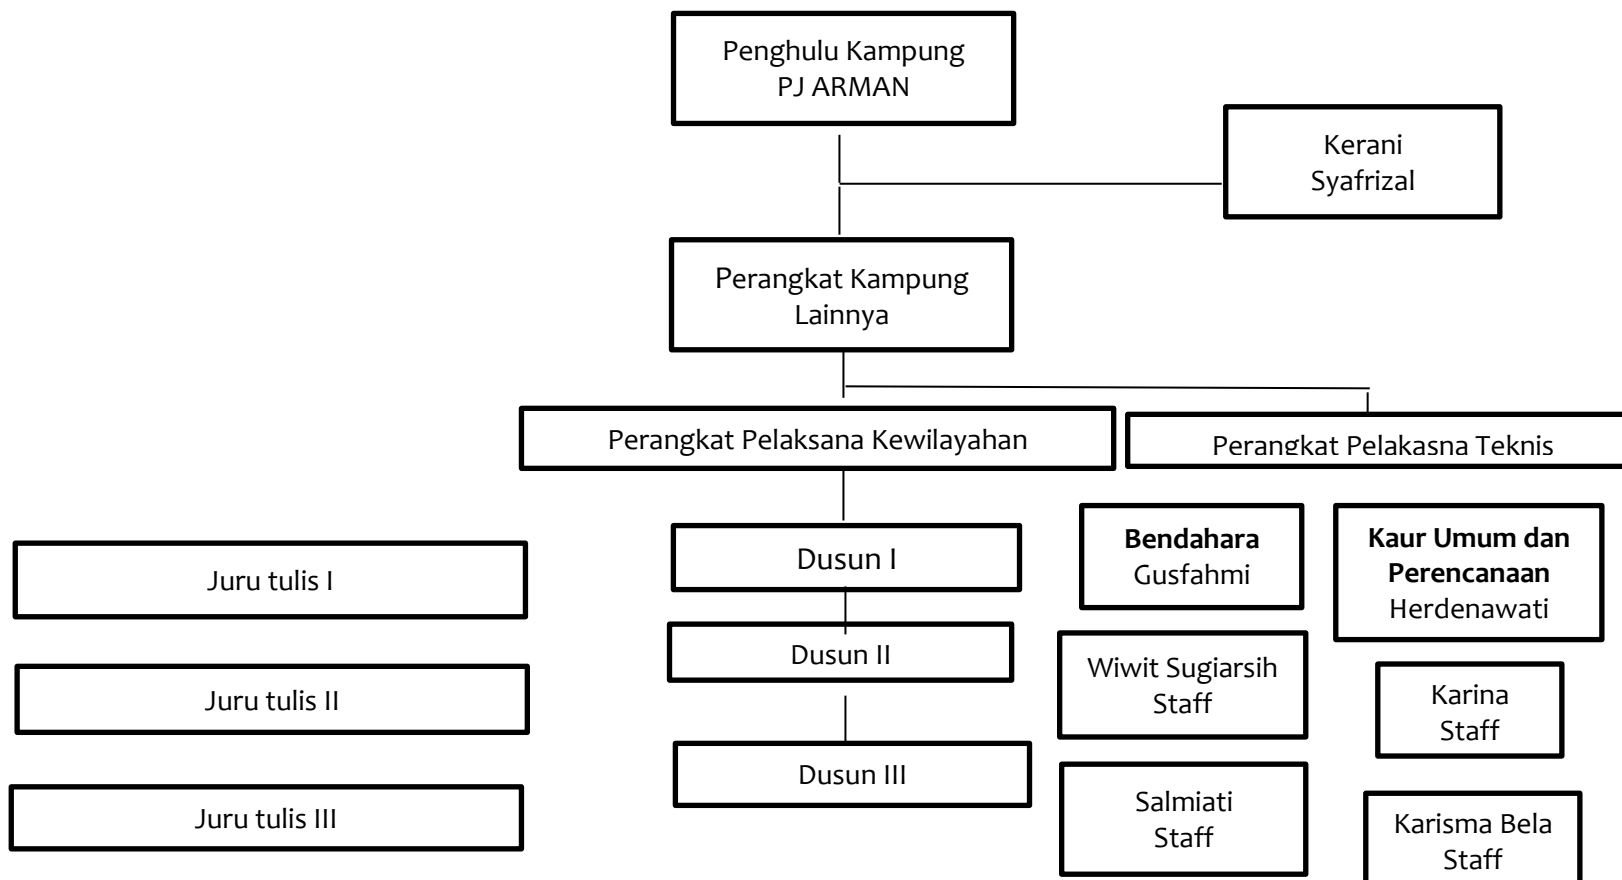 Penghulu Kampung
PJ ARMAN
Kerani
Syafrizal
Perangkat Kampung
Lainnya
Perangkat Pelaksana Kewilayahan
Perangkat Pelakasna Teknis
Juru tulis I
Juru tulis II
Juru tulis III
Dusun I
Dusun II
Dusun III
Bendahara
Gusfahmi
Wiwit Sugiarsih
Staff
Salmiati
Staff
Kaur Umum dan
Perencanaan
Herdenawati
Karina
Staff
Karisma Bela
Staff